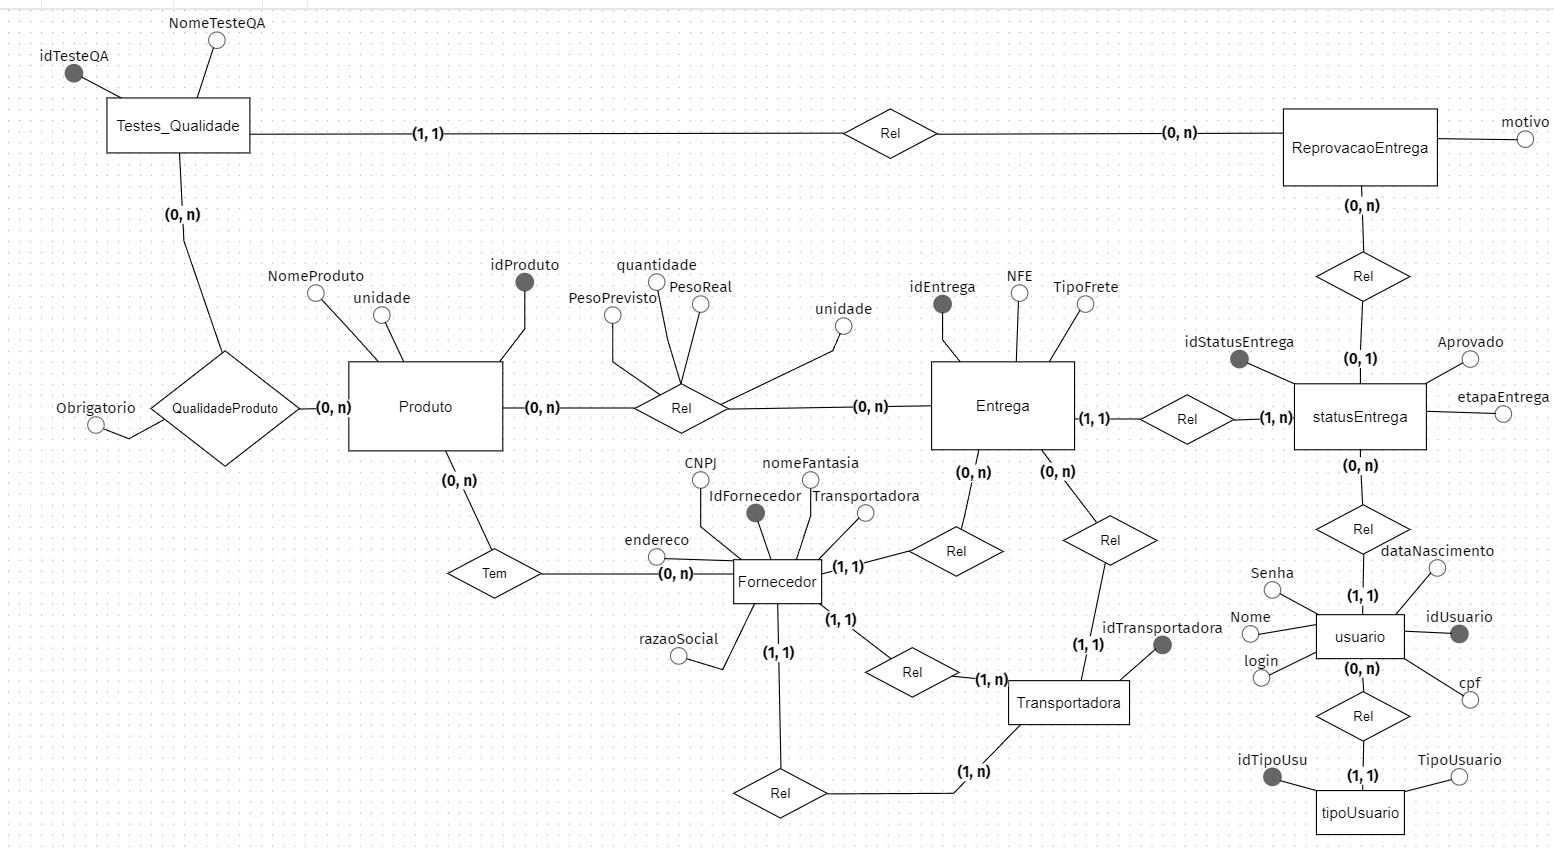 NomeTesteQA
idTesteQA
Testes_Qualidade
(1, 1)
Rel
(0, n)
ReprovacaoEntrega
motivo
(0, n)
(0, n)
Rel
NomeProduto
unidade
idProduto
quantidade
PesoPrevisto
PesoReal
unidade
idEntrega
NFE
TipoFrete
idStatusEntrega
(0, 1)
Aprovado
etapaEntrega
Obrigatorio
QualidadeProduto
(0, n)
Produto
(0, n)
Rel
(0, n)
Entrega
(1, 1)
Rel
(1, n)
statusEntrega
(0, n)
(0, n)
(0, n)
(0, n)
CNPJ
nomeFantasia
IdFornecedor
Transportadora
endereco
Tem
(0, n)
Fornecedor
(1, 1)
Rel
Rel
Rel
dataNascimento
Senha
(1, 1)
Nome
idUsuario
usuario
login
cpf
(0, n)
razaoSocial
(1, 1)
(1, 1)
Rel
(1, n)
(1, 1)
idTransportadora
Transportadora
Rel
(1, n)
Rel
idTipoUsu
(1, 1)
TipoUsuario
tipoUsuario